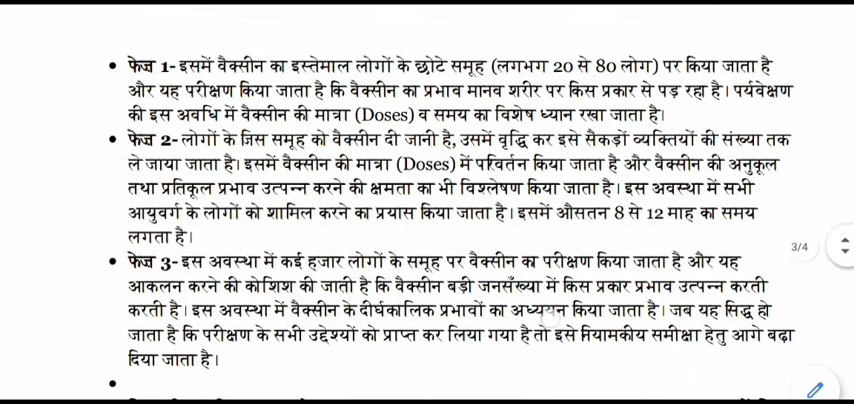 • फेज 1- इसमें वैक्सीन का इस्तेमाल लोगों के छोटे समूह (लगभग 20 से 80 लोग) पर किया जाता है
और यह परीक्षण किया जाता है कि वैक्सीन का प्रभाव मानव शरीर पर किस प्रकार से पड़ रहा है। पर्यवेक्षण
की इस अवधि में वैक्सीन की मात्रा (Doses) व समय का विशेष ध्यान रखा जाता है।
• फेज 2- लोगों के जिस समूह को वैक्सीन दी जानी है, उसमें वृद्धि कर इसे सैकड़ों व्यक्तियों की संख्या तक
ले जाया जाता है। इसमें वैक्सीन की मात्रा (Doses) में परिवर्तन किया जाता है और वैक्सीन की अनुकूल
तथा प्रतिकूल प्रभाव उत्पन्न करने की क्षमता का भी विश्लेषण किया जाता है। इस अवस्था में सभी
आयुवर्ग के लोगों को शामिल करने का प्रयास किया जाता है। इसमें औसतन 8 से 12 माह का समय
लगता है।
3/4
• फेज 3- इस अवस्था में कई हजार लोगों के समूह पर वैक्सीन का परीक्षण किया जाता है और यह
आकलन करने की कोशिश की जाती है कि वैक्सीन बड़ी जनसँख्या में किस प्रकार प्रभाव उत्पन्न करती
करती है। इस अवस्था में वैक्सीन के दीर्घकालिक प्रभावों का अध्ययन किया जाता है। जब यह सिद्ध हो
जाता है कि परीक्षण के सभी उद्देश्यों को प्राप्त कर लिया गया है तो इसे नियामकीय समीक्षा हेतु आगे बढ़ा
दिया जाता है।
•